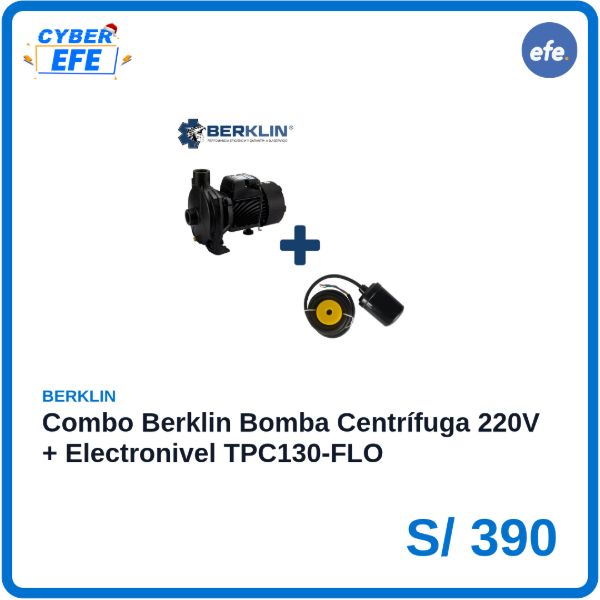 CYBER
EFE
efe.
BERKLIN®
BERKLIN
Combo Berklin Bomba Centrífuga 220V
+ Electronivel TPC130-FLO
S/ 390